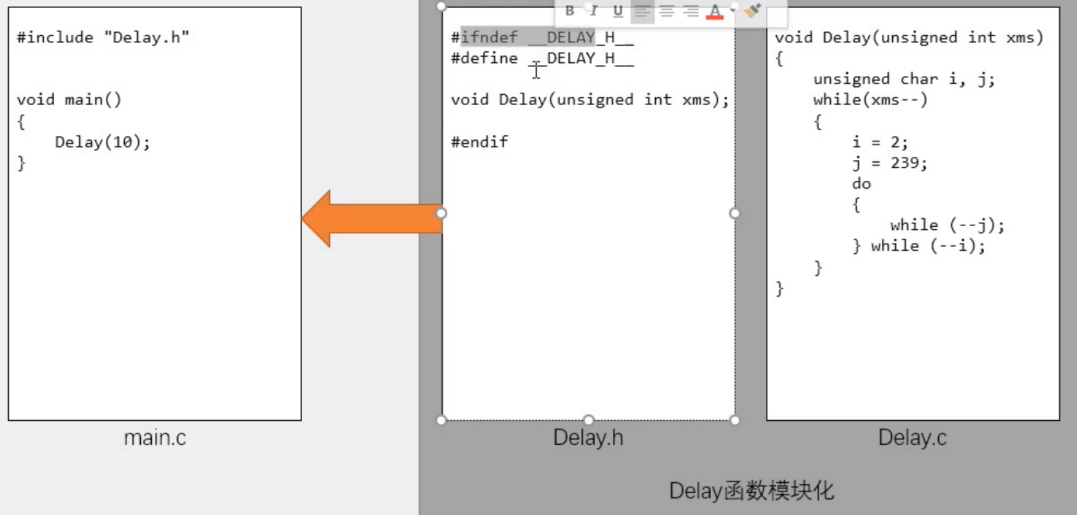 #include "Delay.h"
void main()
{
    Delay(10);
}
main.c
B I U A
#ifndef __DELAY_H__
#define __DELAY_H__
void Delay(unsigned int xms);
#endif
Delay.h
void Delay(unsigned int xms)
{
    unsigned char i, j;
    while(xms--)
    {
        i = 2;
        j = 239;
        do
        {
            while (--j);
        } while (--i);
    }
}
Delay.c
Delay函数模块化